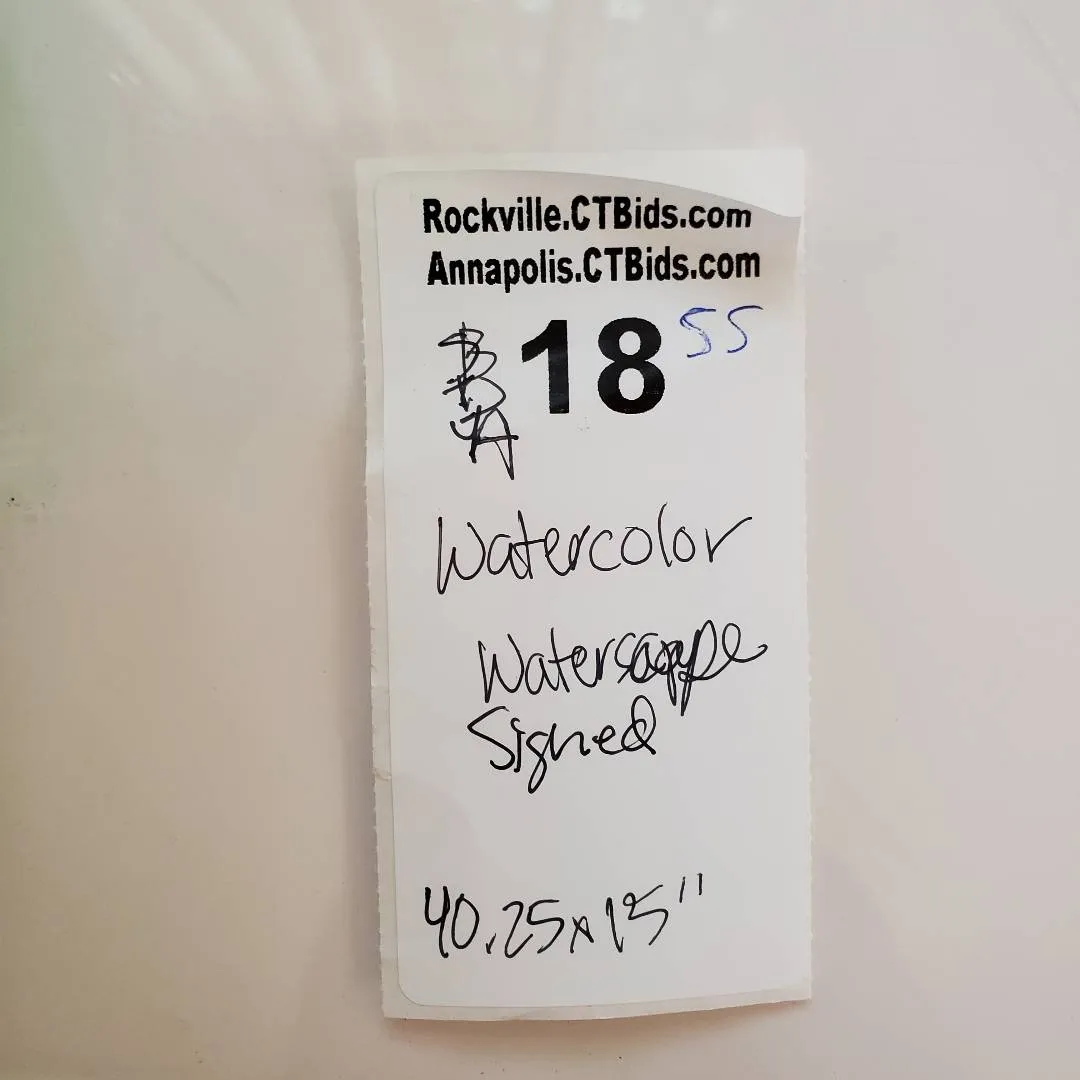 Rockville.CTBids.com
Annapolis.CTBids.com
18 55
Watercolor
Waterscape
Signed
40.25x15"